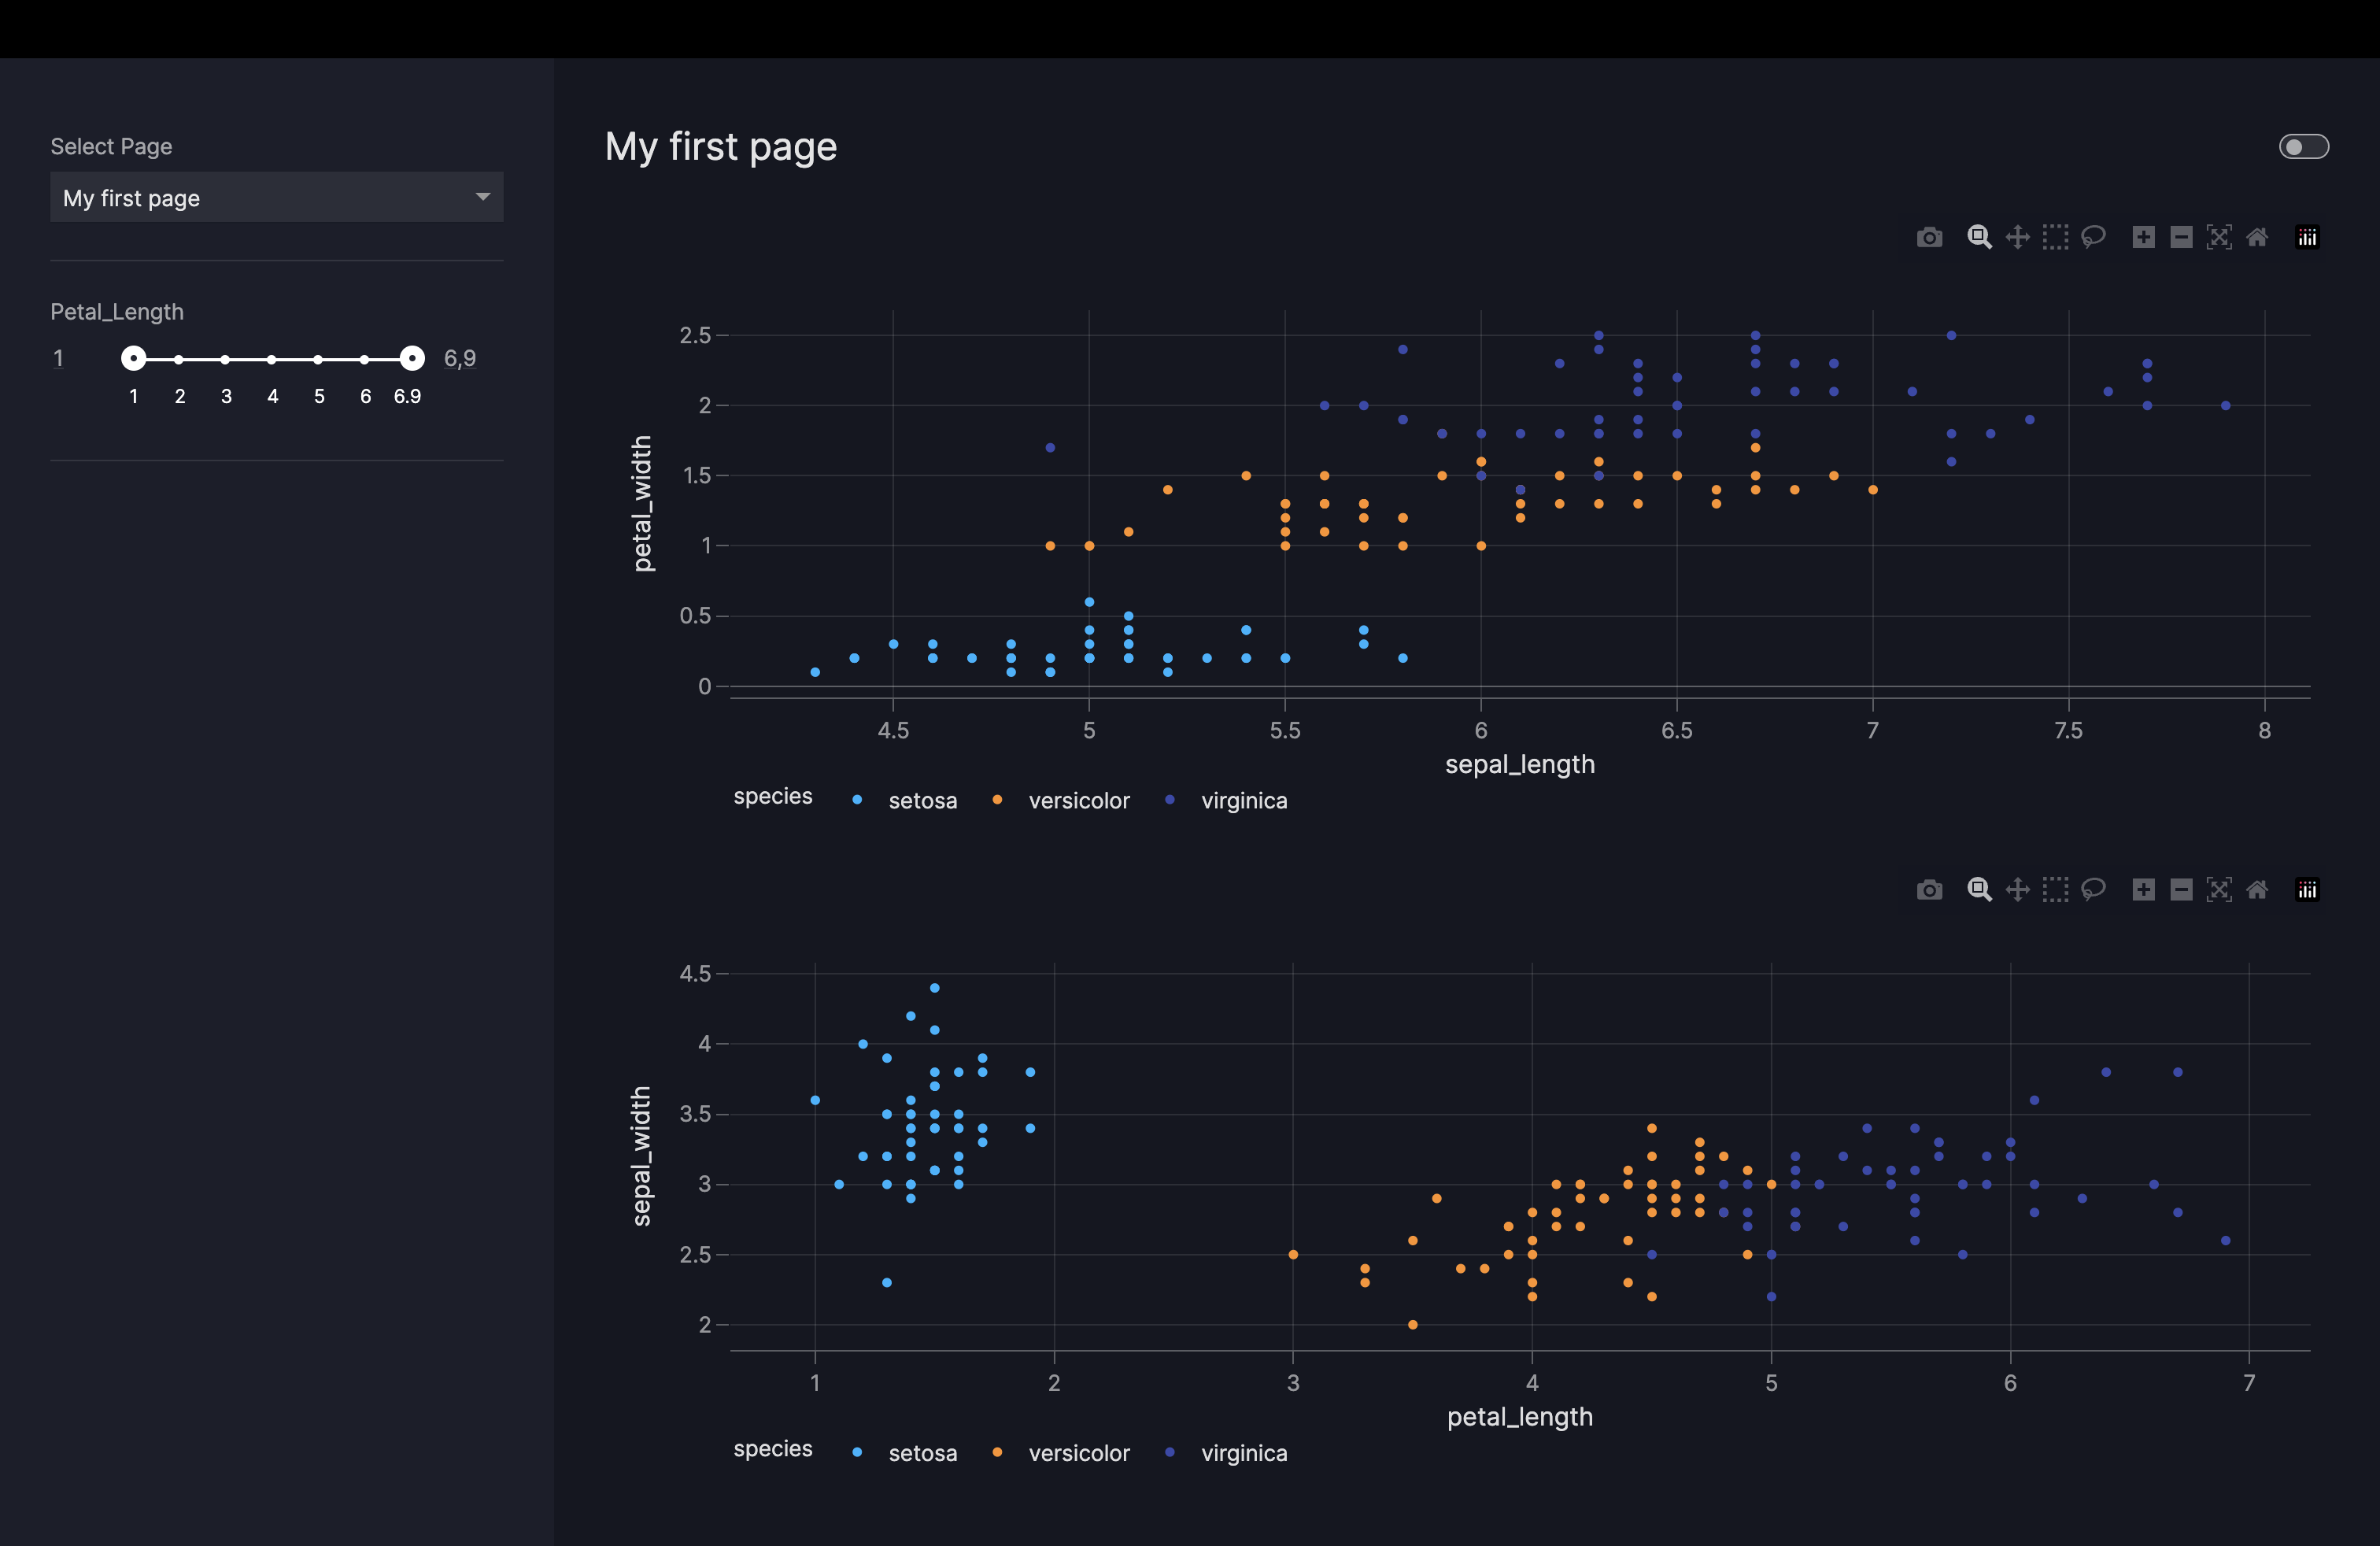 Select Page
My first page
Petal_Length
1
6,9
1 2 3 4 5 6 6.9
My first page
petal_width
2.5
2
1.5
1
0.5
0
4.5 5 5.5 6 6.5 7 7.5 8
sepal_length
species setosa versicolor virginica
sepal_width
4.5
4
3.5
3
2.5
2
1 2 3 4 5 6 7
petal_length
species setosa versicolor virginica